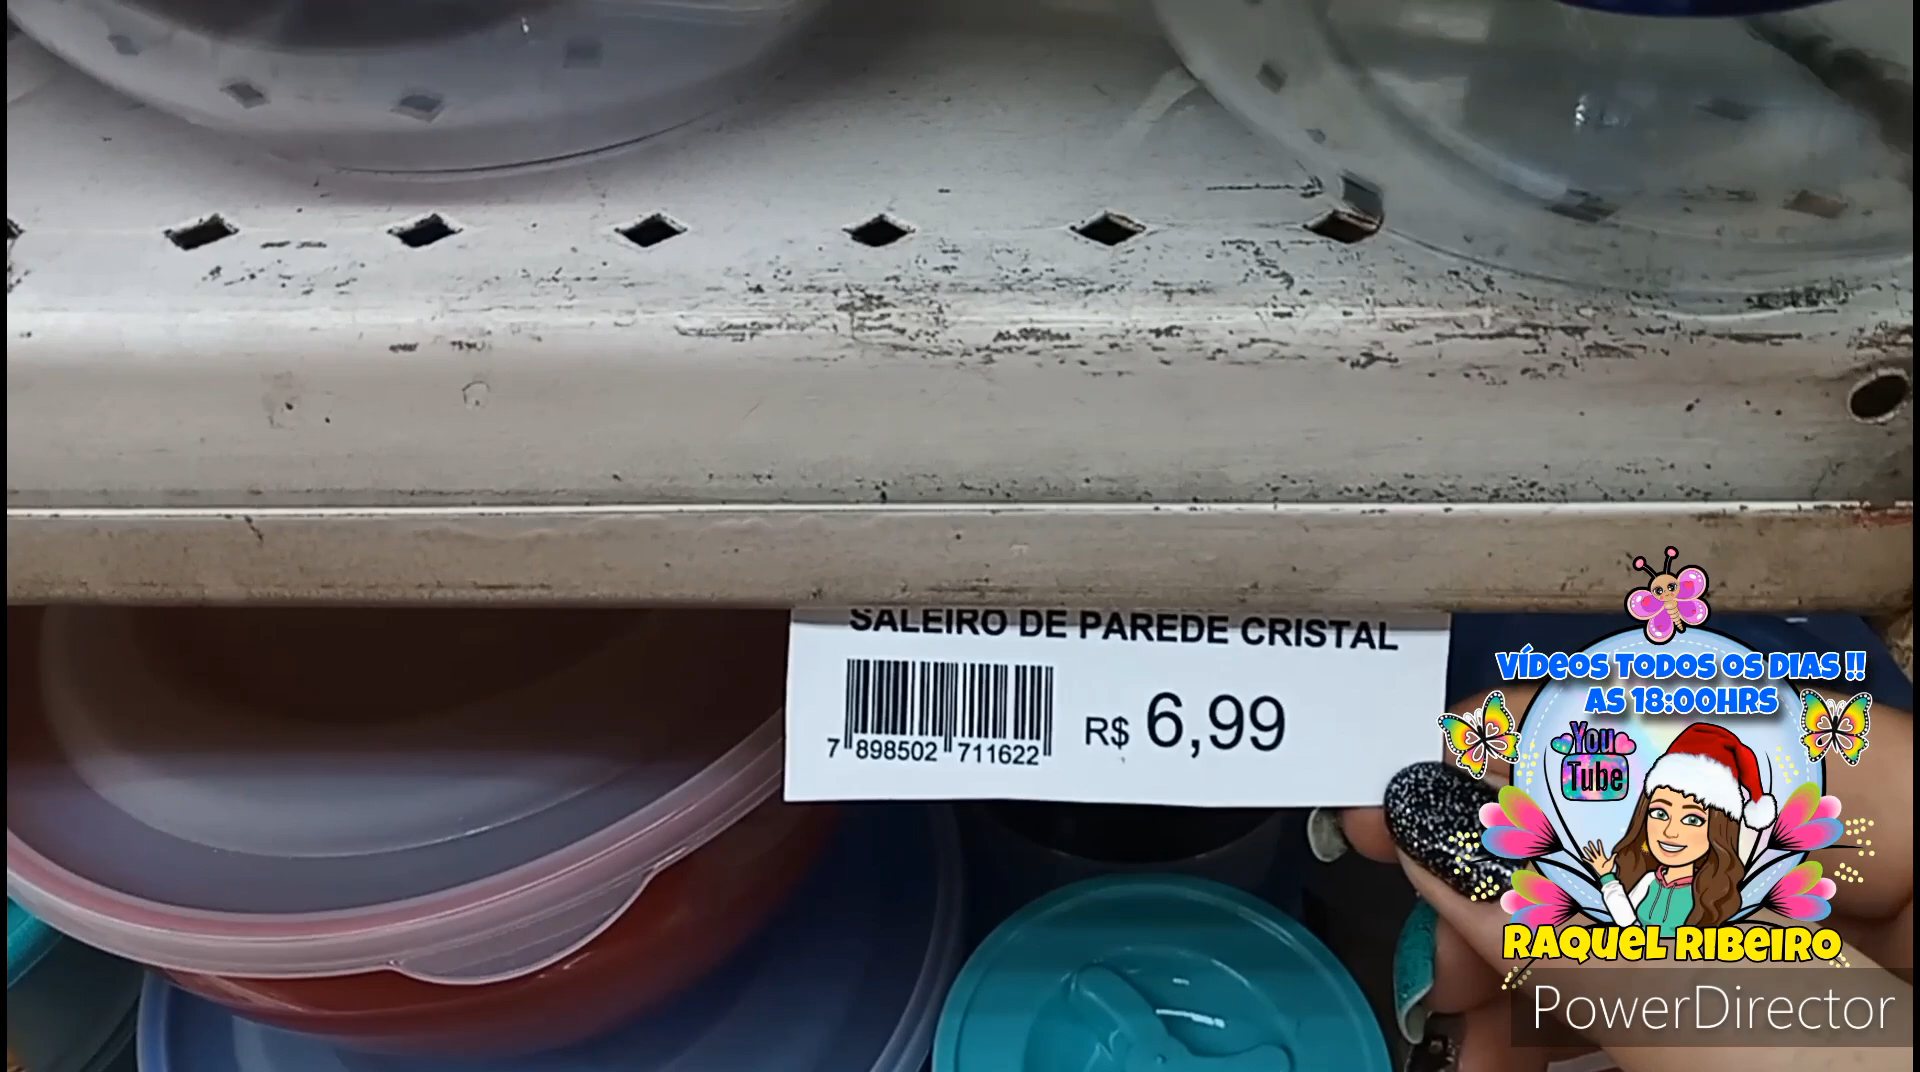 SALEIRO DE PAREDE CRISTAL
R$ 6,99
7 898502 711622
VÍDEOS TODOS OS DIAS !!
AS 18:00HRS
You
Tube
RAQUEL RIBEIRO
PowerDirector